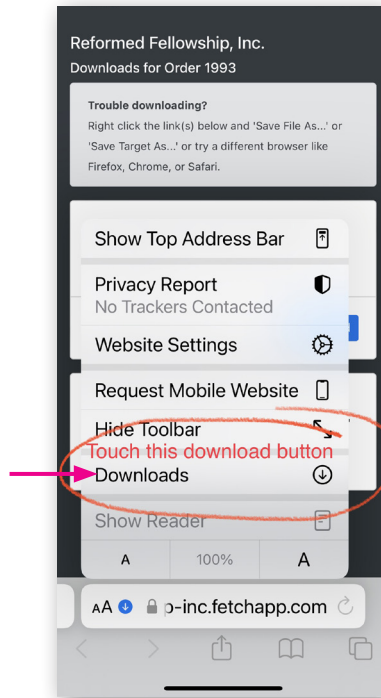 Reformed Fellowship, Inc.
Downloads for Order 1993
Trouble downloading?
Right click the link(s) below and 'Save File As...' or
'Save Target As...' or try a different browser like
Firefox, Chrome, or Safari.
Show Top Address Bar
Privacy Report
No Trackers Contacted
Website Settings
Request Mobile Website
Hide Toolbar
Touch this download button
Downloads
Show Reader
A 100% A
AA p-inc.fetchapp.com